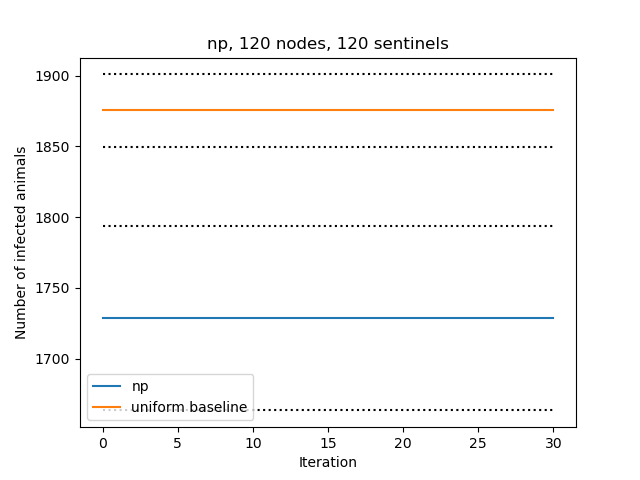 np, 120 nodes, 120 sentinels
Number of infected animals
1900
1850
1800
1750
1700
np
uniform baseline
0 5 10 15 20 25 30
Iteration